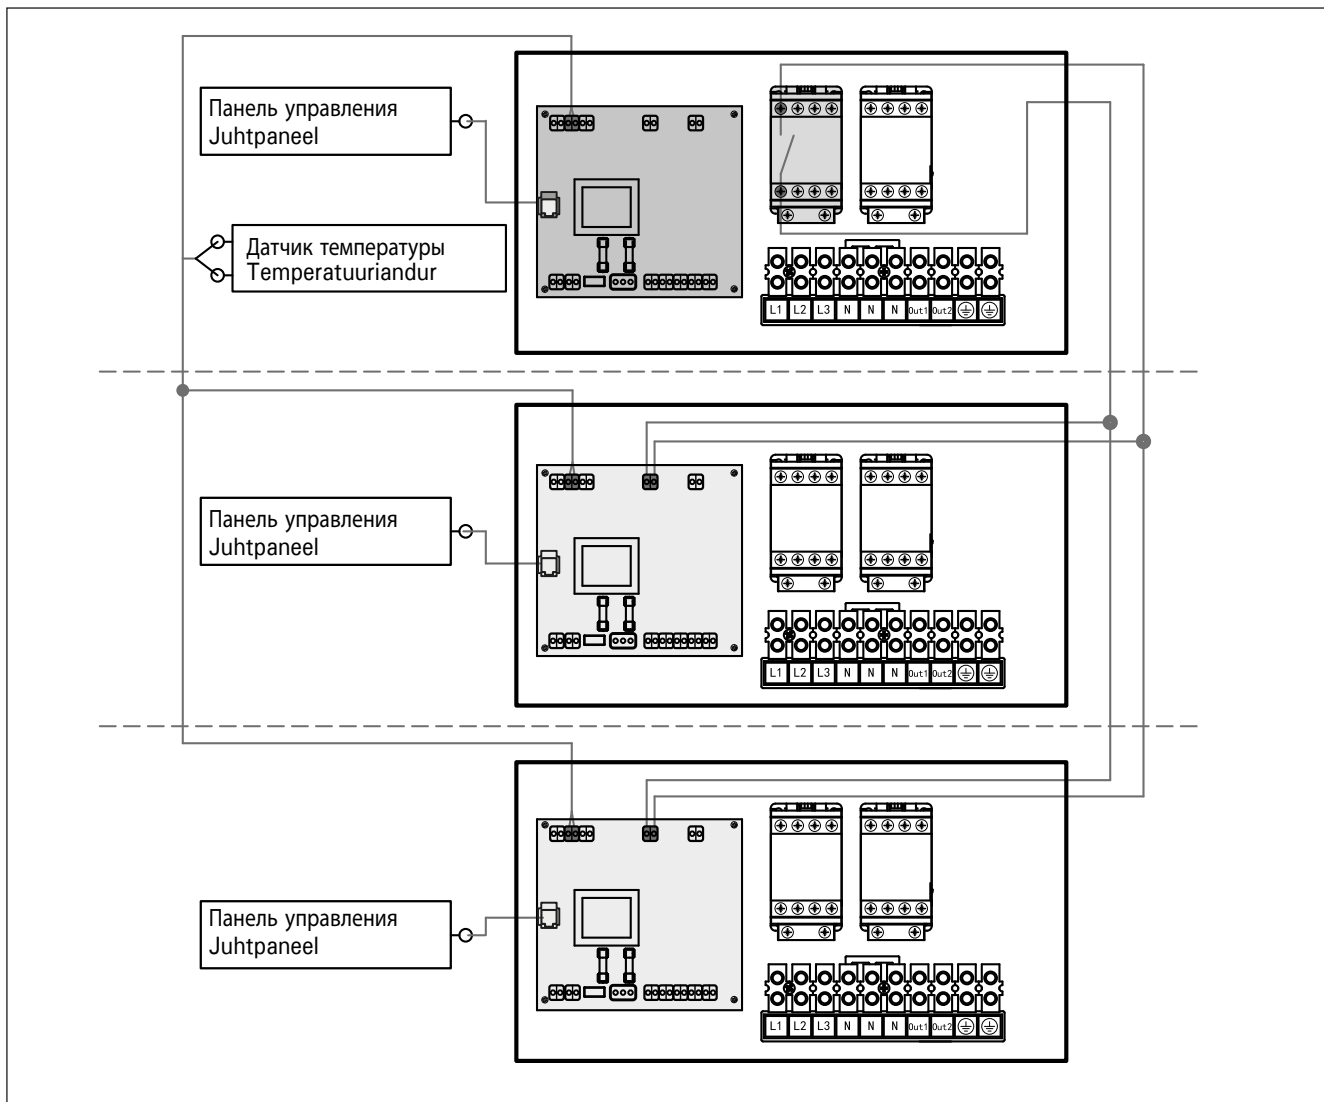 Панель управления
Juhtpaneel
Датчик температуры
Temperatuuriandur
L1 L2 L3 N N N Out1 Out2
Панель управления
Juhtpaneel
L1 L2 L3 N N N Out1 Out2
Панель управления
Juhtpaneel
L1 L2 L3 N N N Out1 Out2